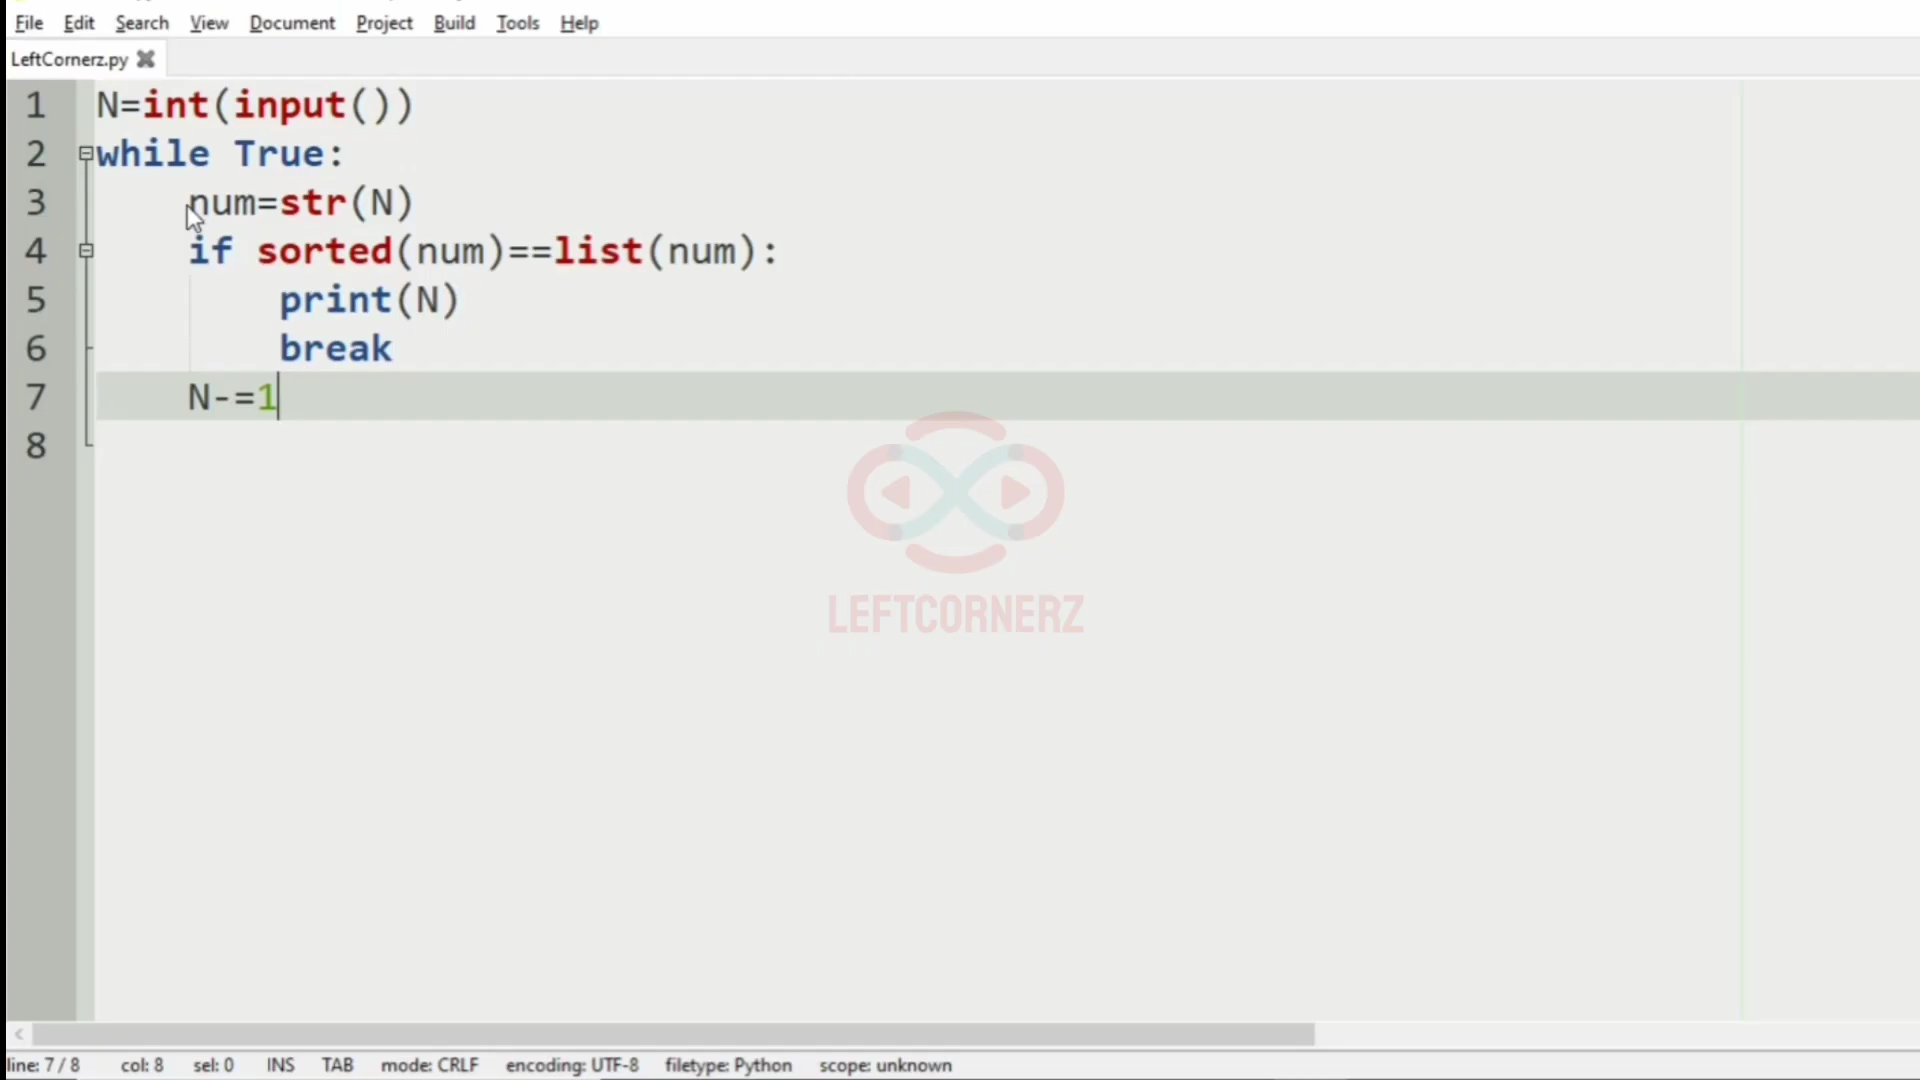 File Edit Search View Document Project Build Tools Help
LeftCornerz.py
1 N=int(input())
2 while True:
3 num=str(N)
4 if sorted(num)==list(num):
5 print(N)
6 break
7 N-=1
8
LEFTCORNERZ
line: 7 / 8 col: 8 sel: 0 INS TAB mode: CRLF encoding: UTF-8 filetype: Python scope: unknown